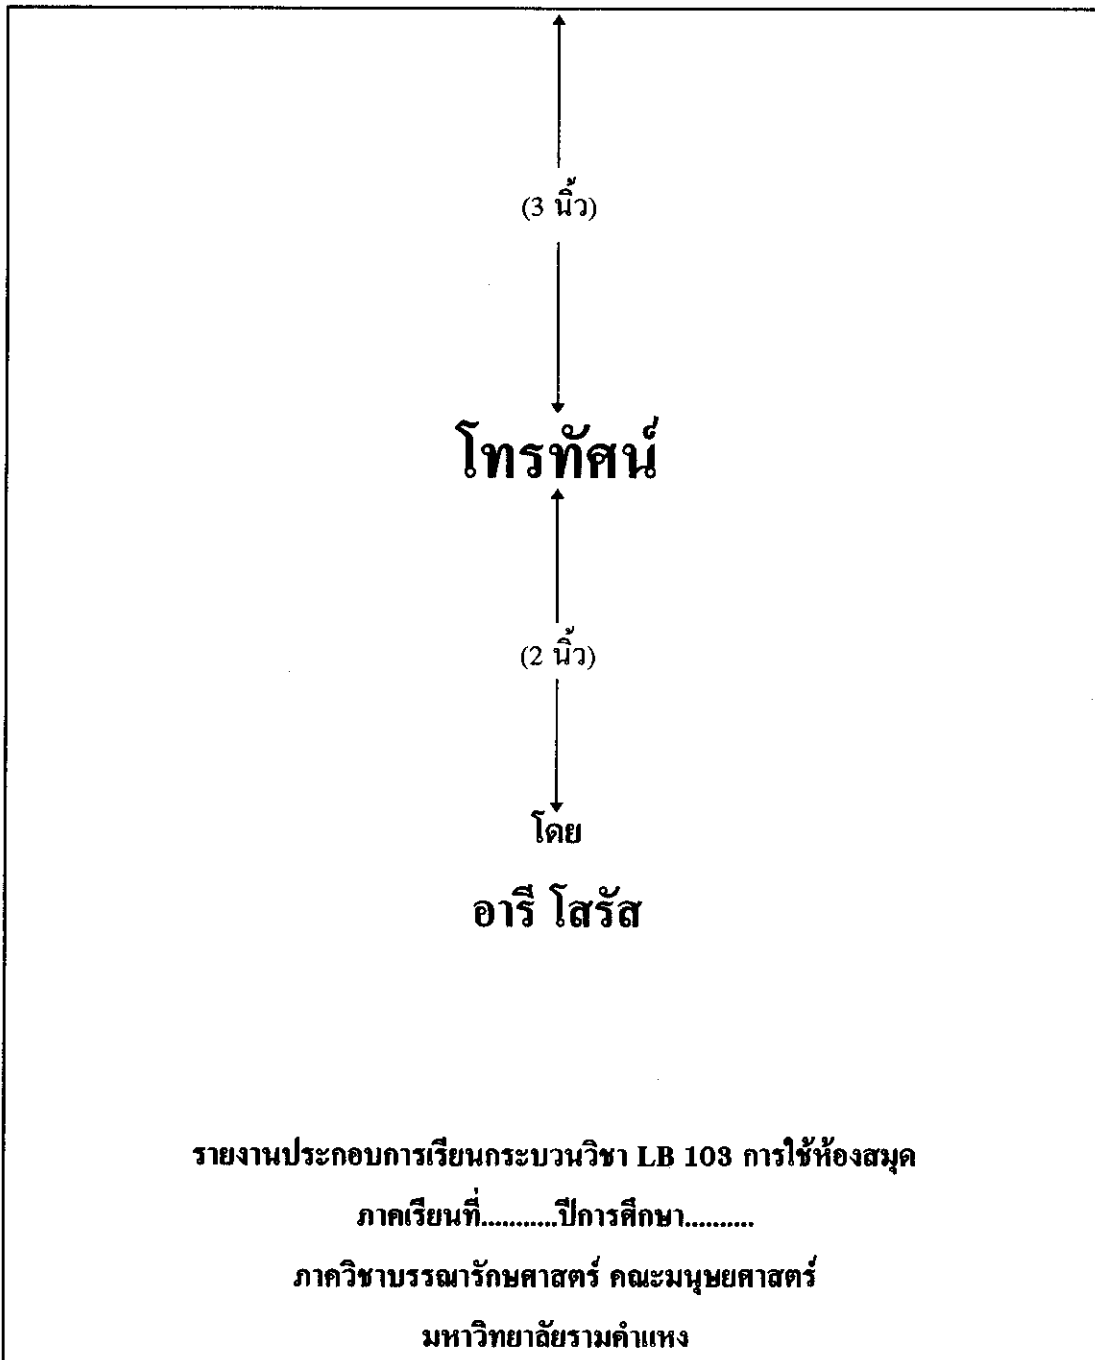 (3 นิ้ว)
โทรทัศน์
(2 นิ้ว)
โดย
อารี โสรัส
รายงานประกอบการเรียนกระบวนวิชา LB 103 การใช้ห้องสมุด
ภาคเรียนที่...........ปีการศึกษา..........
ภาควิชาบรรณารักษศาสตร์ คณะมนุษยศาสตร์
มหาวิทยาลัยรามคำแหง